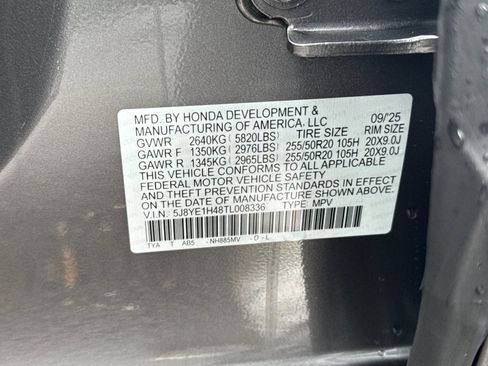 MFD. BY HONDA DEVELOPMENT & 09/'25
MANUFACTURING OF AMERICA, LLC
TIRE SIZE RIM SIZE
GVWR 2640KG ( 5820LBS)
GAWR F 1350KG ( 2976LBS) 255/50R20 105H 20X9.0J
GAWR R 1345KG ( 2965LBS) 255/50R20 105H 20X9.0J
THIS VEHICLE CONFORMS TO ALL APPLICABLE
FEDERAL MOTOR VEHICLE SAFETY AND THEFT PREVENTION STANDARDS IN
EFFECT ON THE DATE OF MANUFACTURE SHOWN ABOVE.
V.I.N.: 5J8YE1H48TL008336 TYPE: MPV
TYA T AB5 -NH885MV -D-L